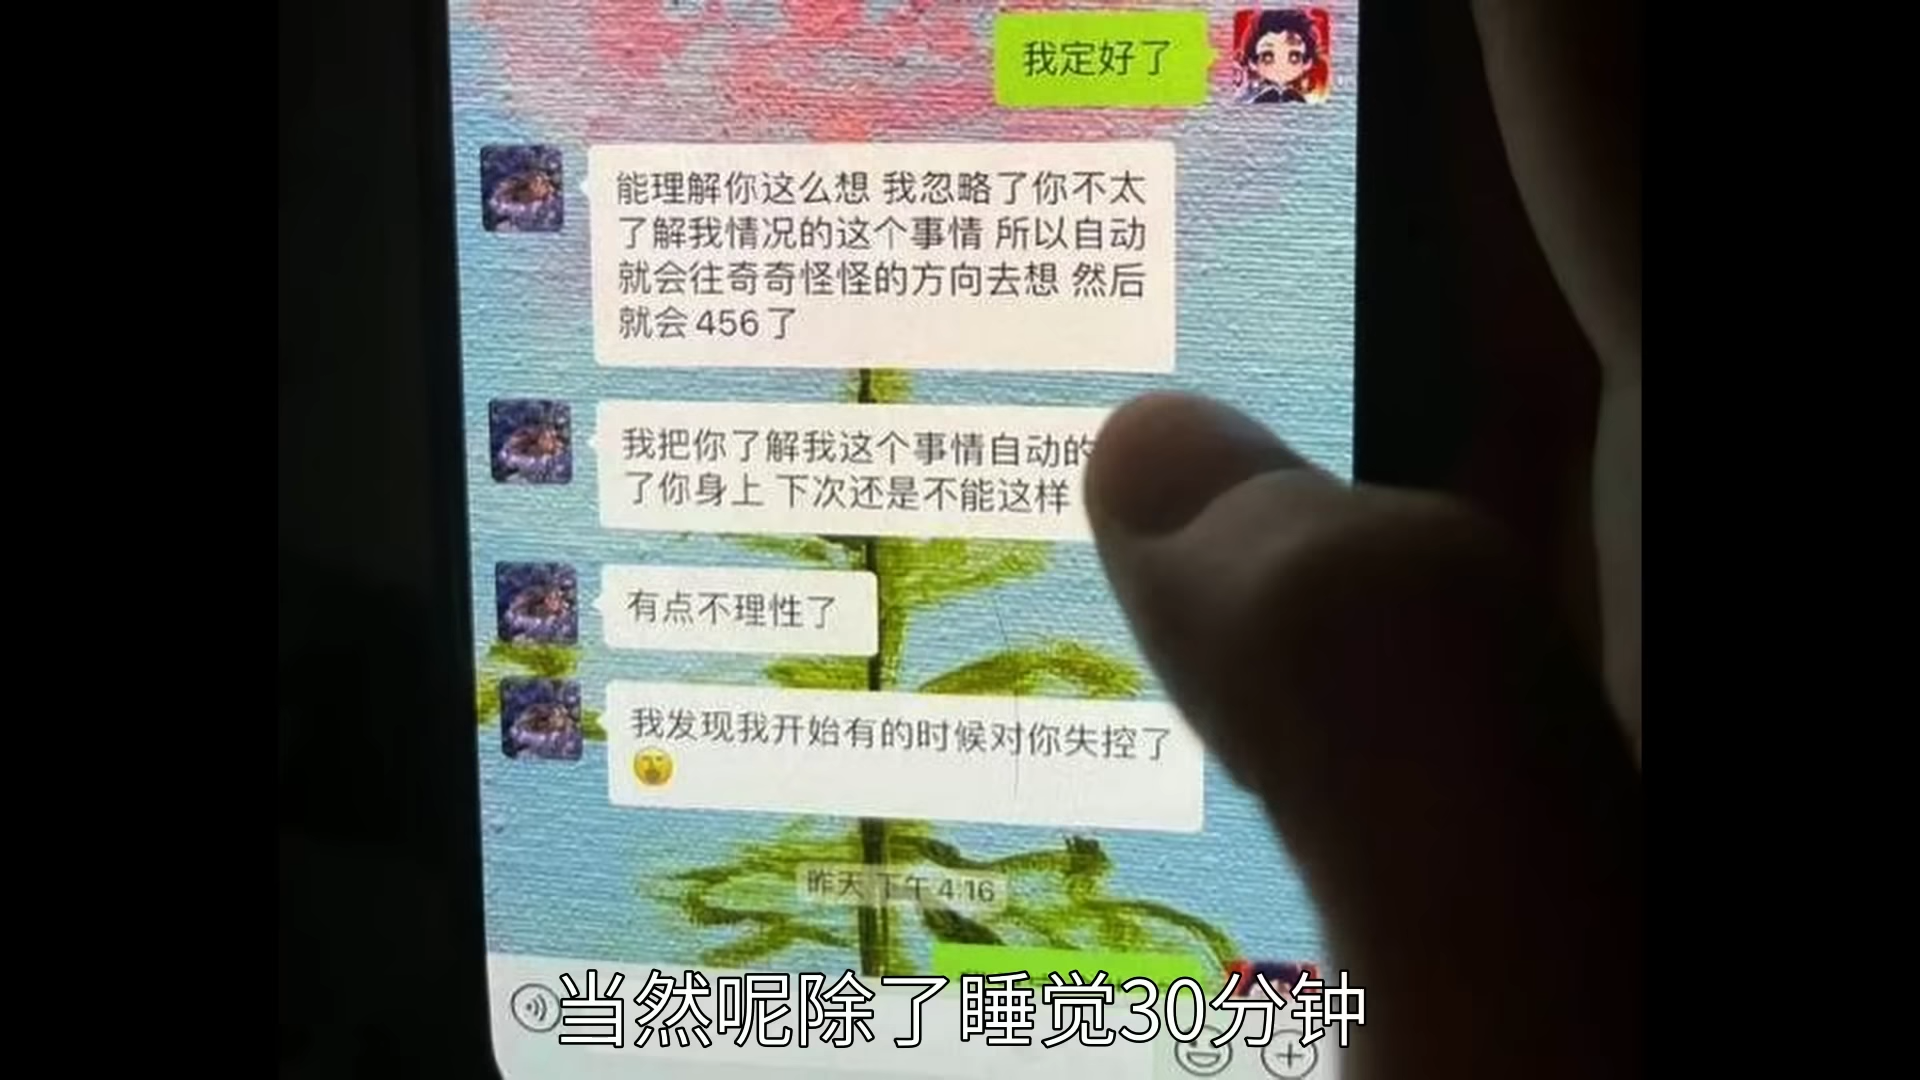 我定好了
能理解你这么想 我忽略了你不太
了解我情况的这个事情 所以自动
就会往奇奇怪怪的方向去想 然后
就会456了
我把你了解我这个事情自动的
了你身上 下次还是不能这样
有点不理性了
我发现我开始有的时候对你失控了
昨天 下午 4:16
当然呢除了睡觉30分钟